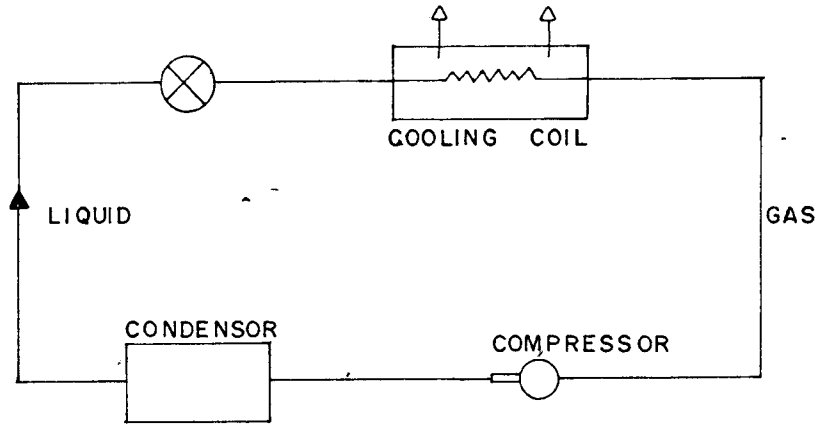 COOLING COIL
LIQUID
GAS
CONDENSOR
COMPRESSOR